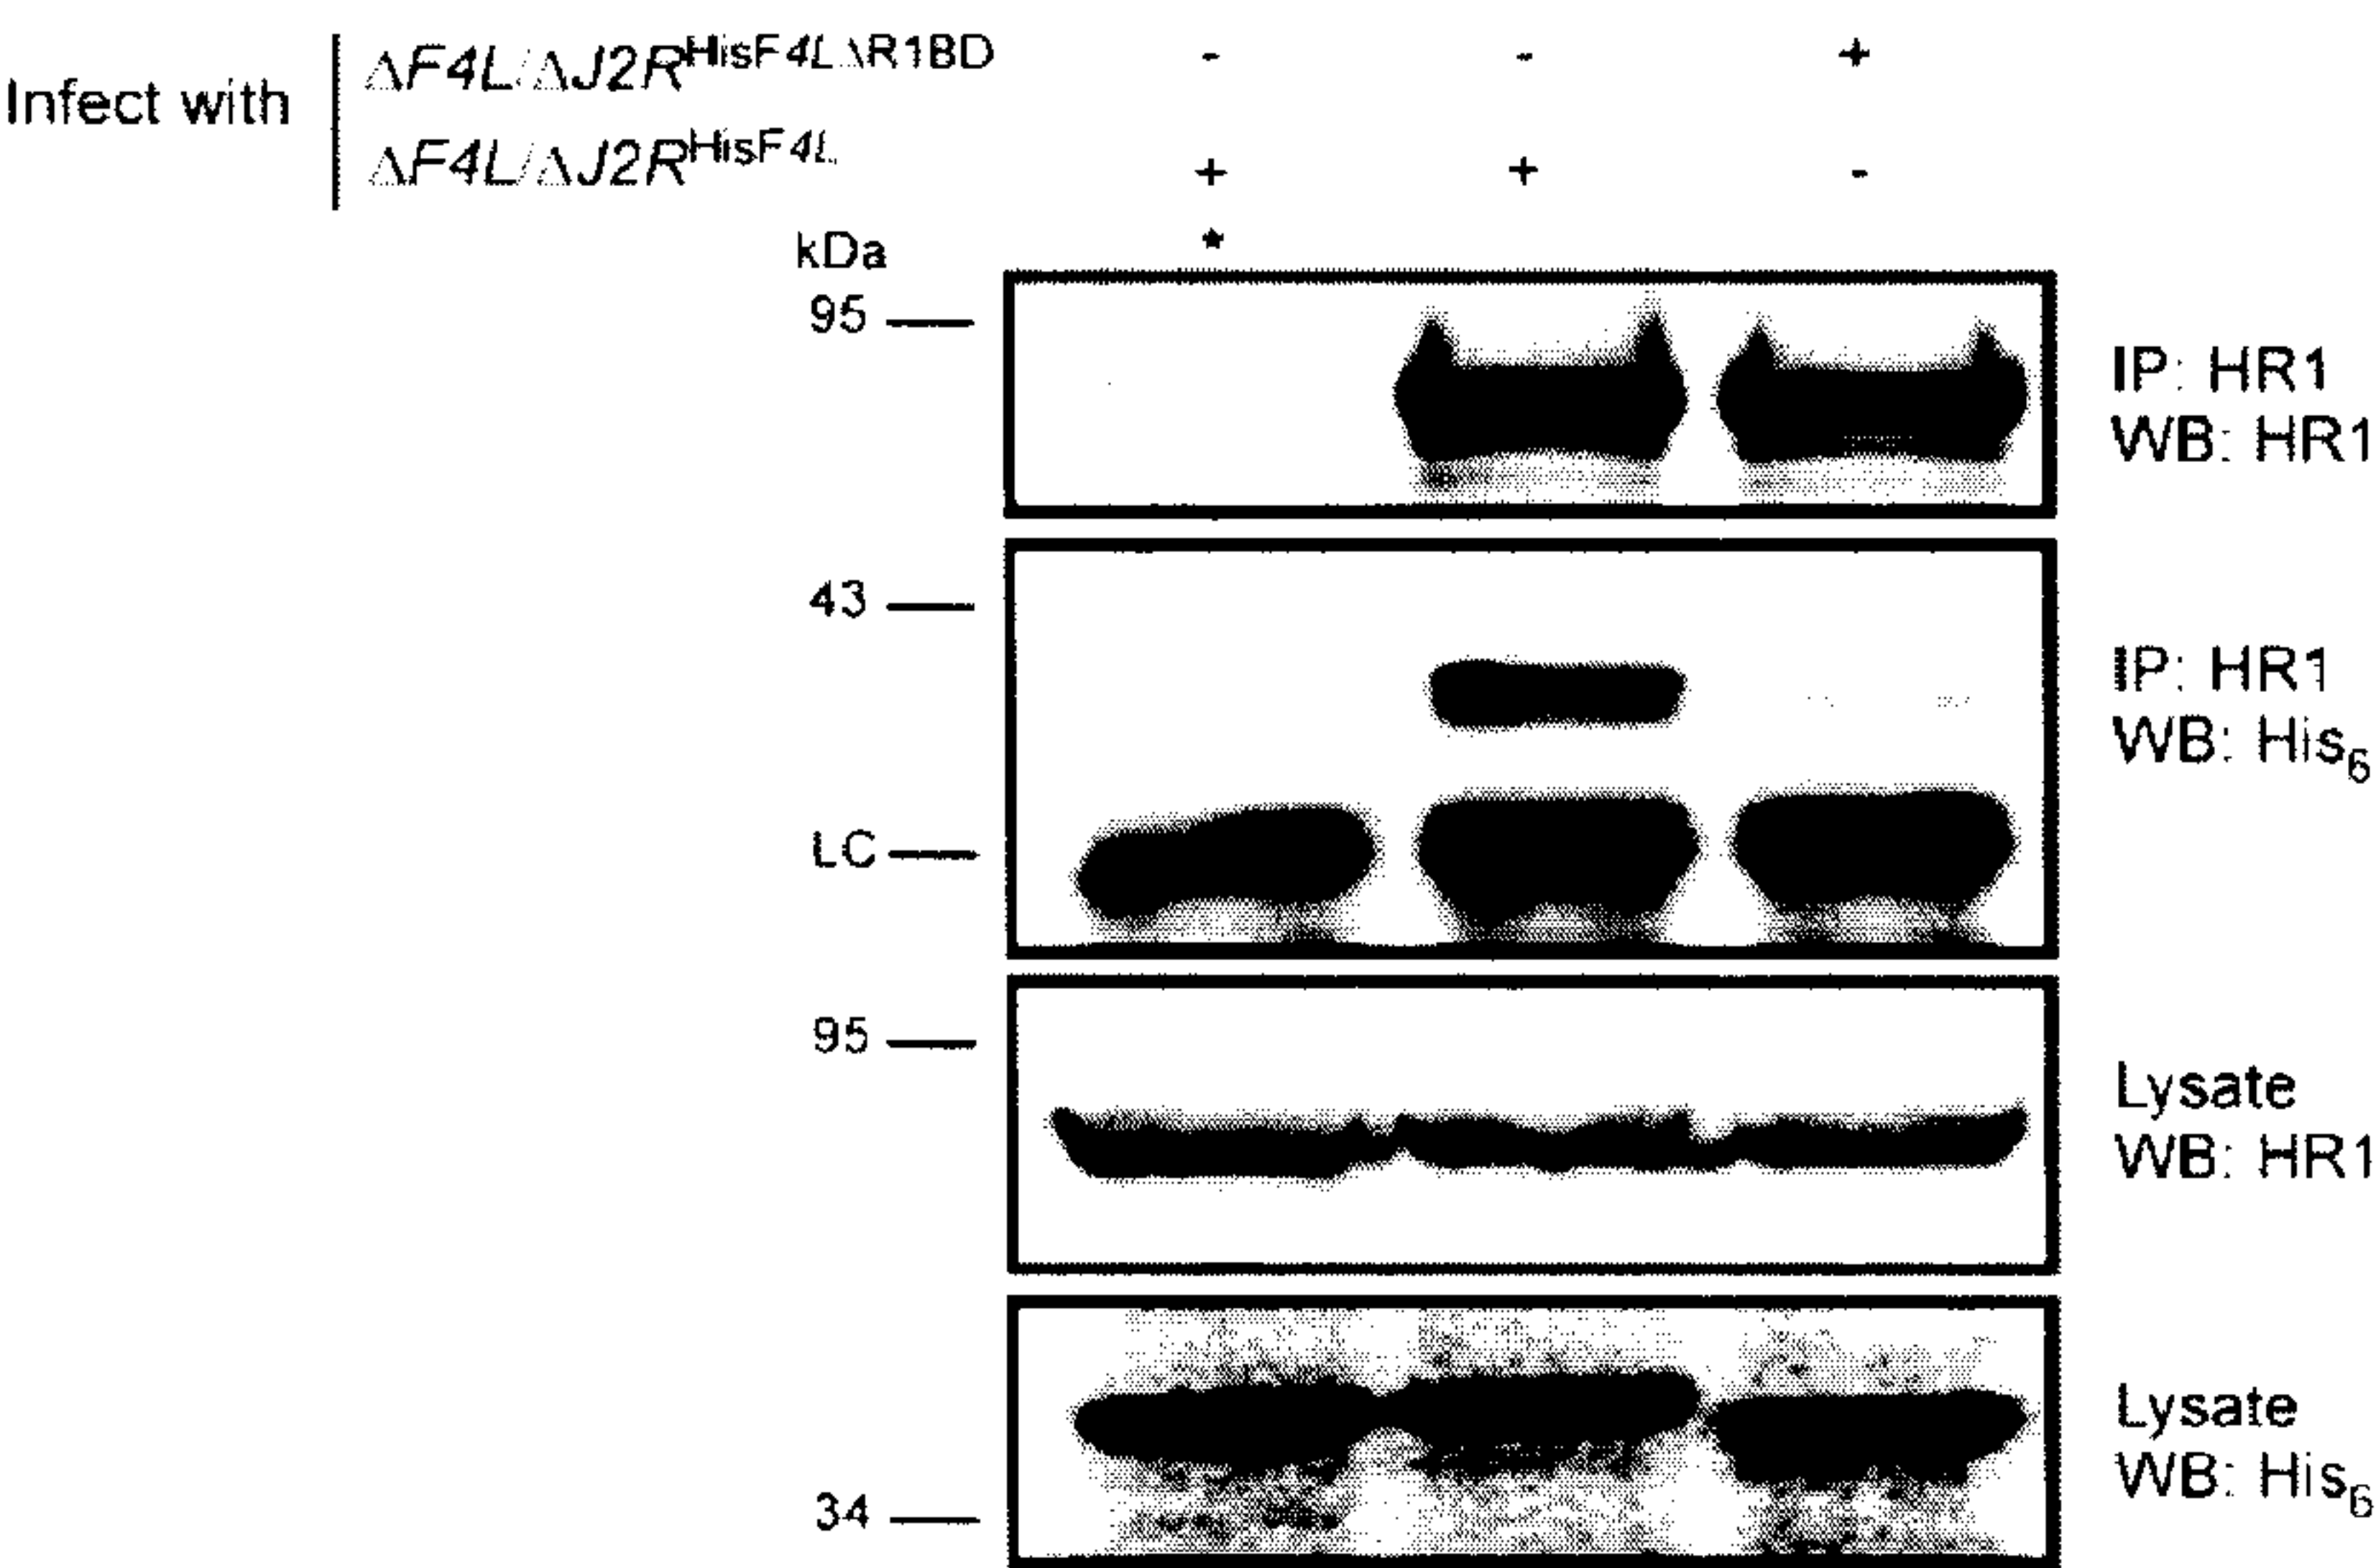 Infect with
ΔF4L/ΔJ2R^HisF4LΔR1BD - - +
ΔF4L/ΔJ2R^HisF4L + + -
kDa *
95
IP: HR1
WB: HR1
43
IP: HR1
WB: His₆
LC
95
Lysate
WB: HR1
Lysate
WB: His₆
34